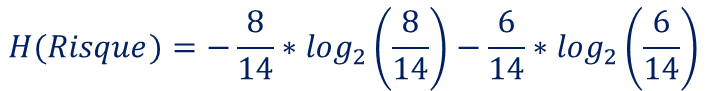 H(Risque) = − 8/14 * log₂ (8/14) − 6/14 * log₂ (6/14)